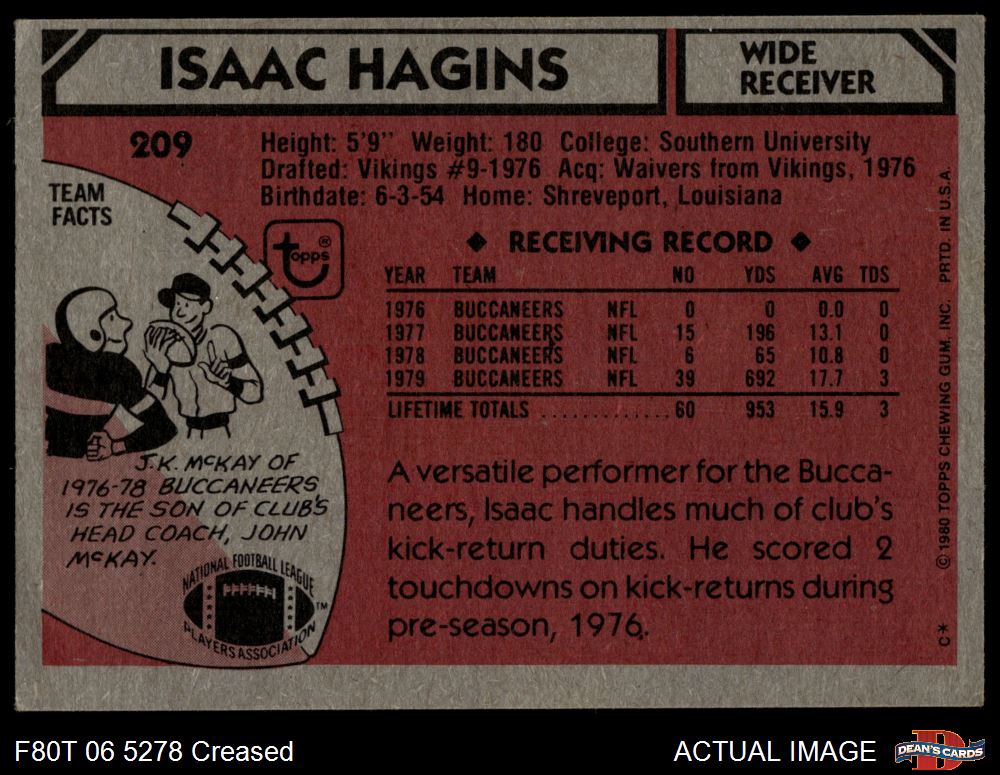 ISAAC HAGINS
WIDE
RECEIVER
209
Height: 5'9" Weight: 180 College: Southern University
Drafted: Vikings #9-1976 Acq: Waivers from Vikings, 1976
Birthdate: 6-3-54 Home: Shreveport, Louisiana
TEAM
FACTS
topps®
◆ RECEIVING RECORD ◆
YEAR TEAM NO YDS AVG TDS
1976 BUCCANEERS NFL 0 0 0.0 0
1977 BUCCANEERS NFL 15 196 13.1 0
1978 BUCCANEERS NFL 6 65 10.8 0
1979 BUCCANEERS NFL 39 692 17.7 3
LIFETIME TOTALS ............. 60 953 15.9 3
J.K. McKAY OF
1976-78 BUCCANEERS
IS THE SON OF CLUB'S
HEAD COACH, JOHN
McKAY.
NATIONAL FOOTBALL LEAGUE
PLAYERS ASSOCIATION
TM
A versatile performer for the Bucca-
neers, Isaac handles much of club's
kick-return duties. He scored 2
touchdowns on kick-returns during
pre-season, 1976.
C* © 1980 TOPPS CHEWING GUM, INC. PRTD. IN U.S.A.
F80T 06 5278 Creased
ACTUAL IMAGE
D
DEAN'S CARDS